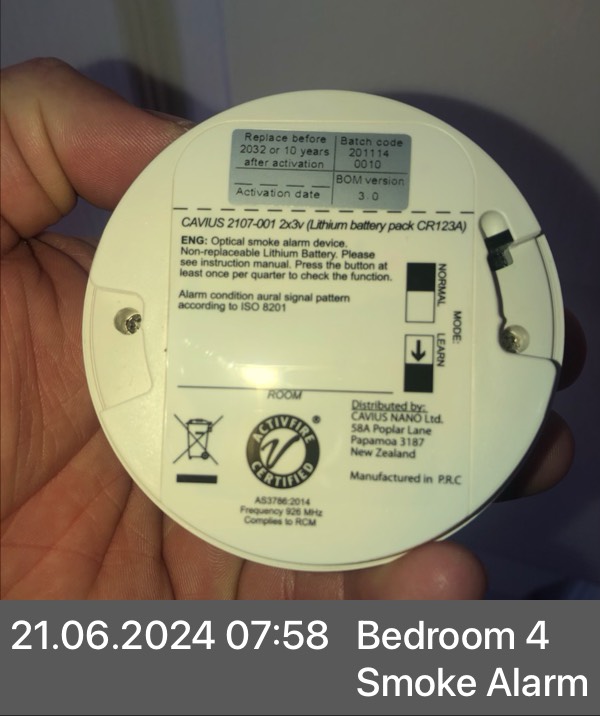 Replace before
2032 or 10 years
after activation
Activation date
Batch code
201114
0010
BOM version
3.0
CAVIUS 2107-001 2x3v (Lithium battery pack CR123A)
ENG: Optical smoke alarm device.
Non-replaceable Lithium Battery. Please
see instruction manual. Press the button at
least once per quarter to check the function.
Alarm condition aural signal pattern
according to ISO 8201
NORMAL
MODE:
LEARN
ROOM
ACTIVFIRE ®
CERTIFIED
AS3786:2014
Frequency 926 MHz
Complies to RCM
Distributed by:
CAVIUS NANO Ltd.
58A Poplar Lane
Papamoa 3187
New Zealand
Manufactured in P.R.C
21.06.2024 07:58
Bedroom 4
Smoke Alarm